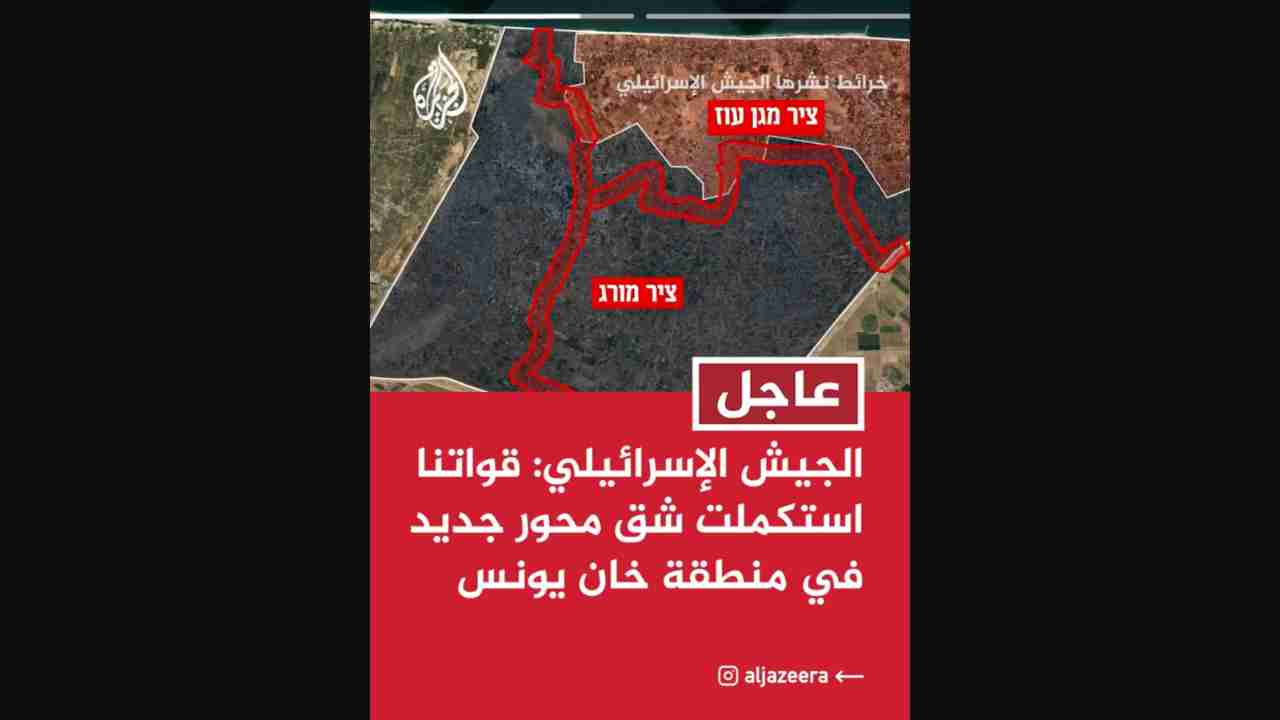 خرائط نشرها الجيش الإسرائيلي
ציר מגן עוז
ציר מורג
عاجل
الجيش الإسرائيلي: قواتنا
استكملت شق محور جديد
في منطقة خان يونس
aljazeera